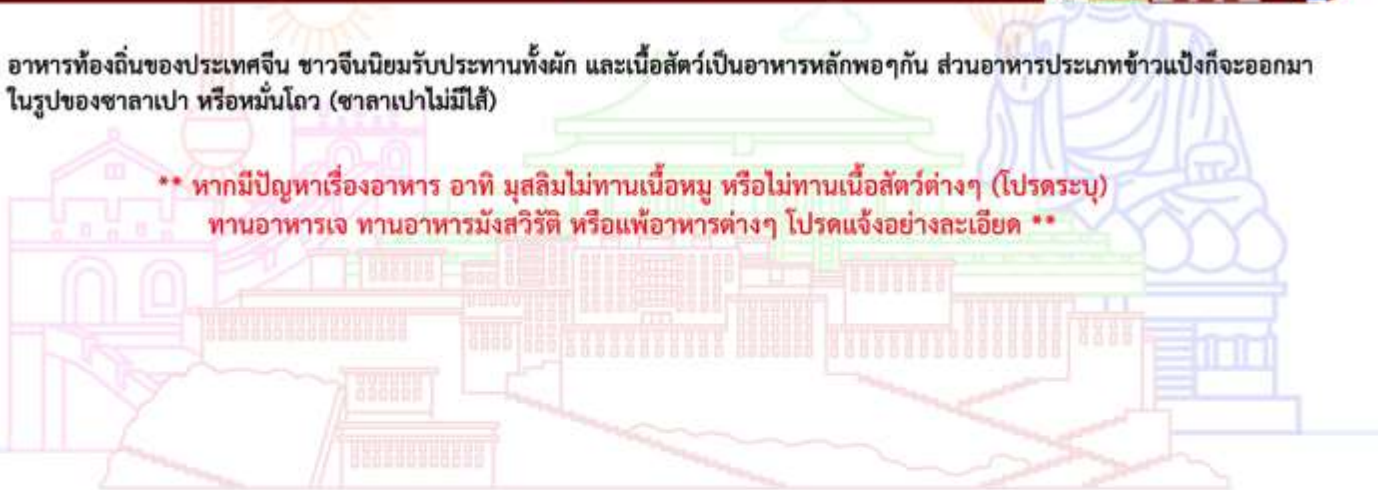 อาหารท้องถิ่นของประเทศจีน ชาวจีนนิยมรับประทานทั้งผัก และเนื้อสัตว์เป็นอาหารหลักพอๆกัน ส่วนอาหารประเภทข้าวแป้งก็จะออกมา
ในรูปของซาลาเปา หรือหมั่นโถว (ซาลาเปาไม่มีไส้)
** หากมีปัญหาเรื่องอาหาร อาทิ มุสลิมไม่ทานเนื้อหมู หรือไม่ทานเนื้อสัตว์ต่างๆ (โปรดระบุ)
ทานอาหารเจ ทานอาหารมังสวิรัติ หรือแพ้อาหารต่างๆ โปรดแจ้งอย่างละเอียด **